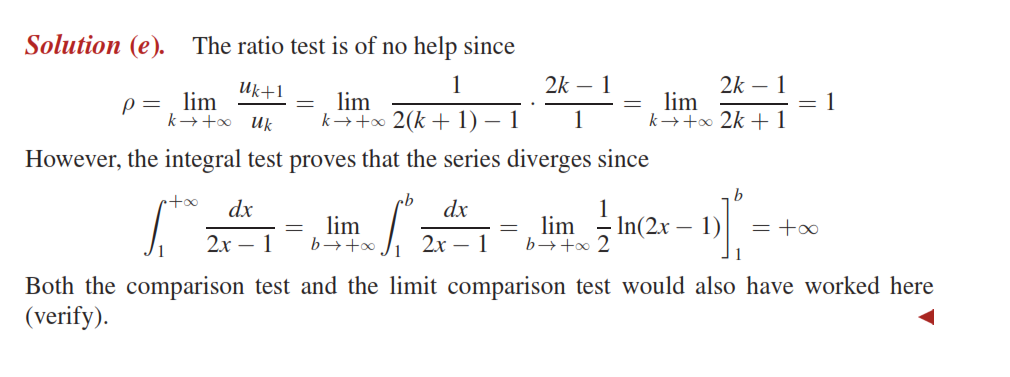 Solution (e). The ratio test is of no help since
ρ = lim_{k→+∞} u_{k+1}/u_k = lim_{k→+∞} 1/(2(k + 1) − 1) · (2k − 1)/1 = lim_{k→+∞} (2k − 1)/(2k + 1) = 1
However, the integral test proves that the series diverges since
∫_1^{+∞} dx/(2x − 1) = lim_{b→+∞} ∫_1^b dx/(2x − 1) = lim_{b→+∞} 1/2 ln(2x − 1)]_1^b = +∞
Both the comparison test and the limit comparison test would also have worked here
(verify).